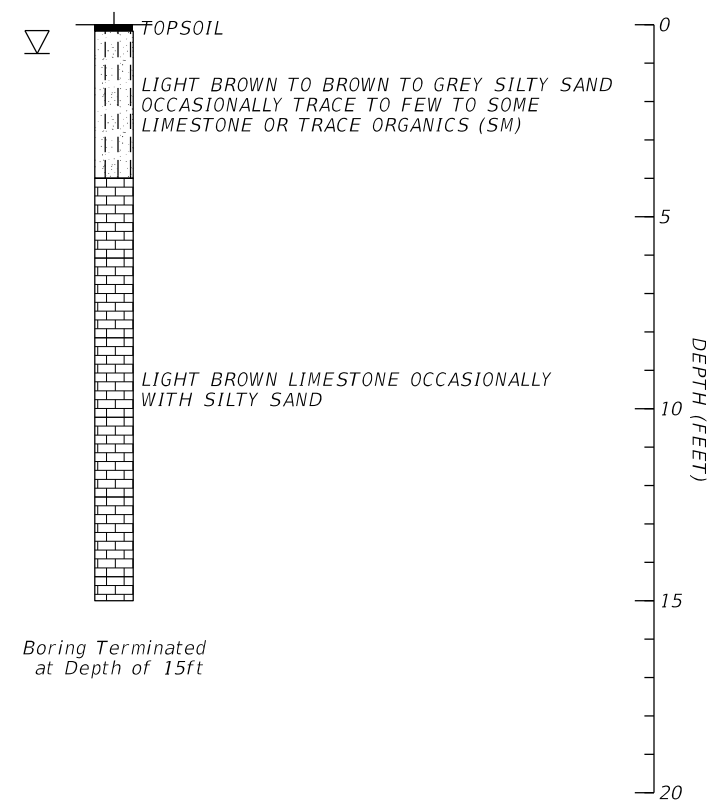 TOPSOIL
0
LIGHT BROWN TO BROWN TO GREY SILTY SAND
OCCASIONALLY TRACE TO FEW TO SOME
LIMESTONE OR TRACE ORGANICS (SM)
5
LIGHT BROWN LIMESTONE OCCASIONALLY
WITH SILTY SAND
10
DEPTH (FEET)
15
Boring Terminated
at Depth of 15ft
20